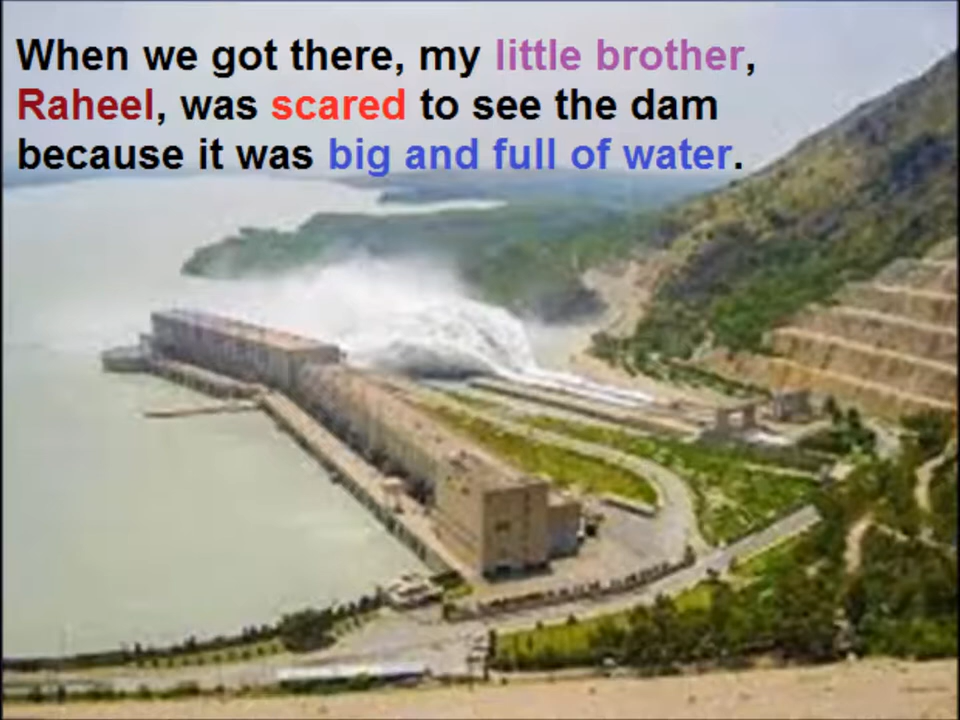 When we got there, my little brother,
Raheel, was scared to see the dam
because it was big and full of water.